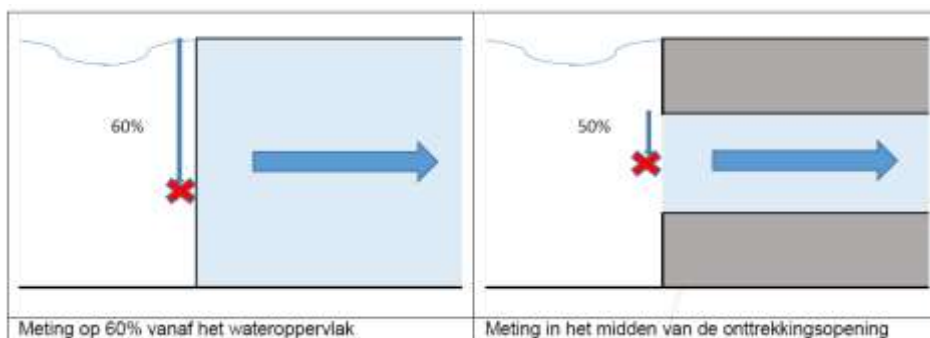 60%
50%
Meting op 60% vanaf het wateroppervlak
Meting in het midden van de onttrekkingsopening